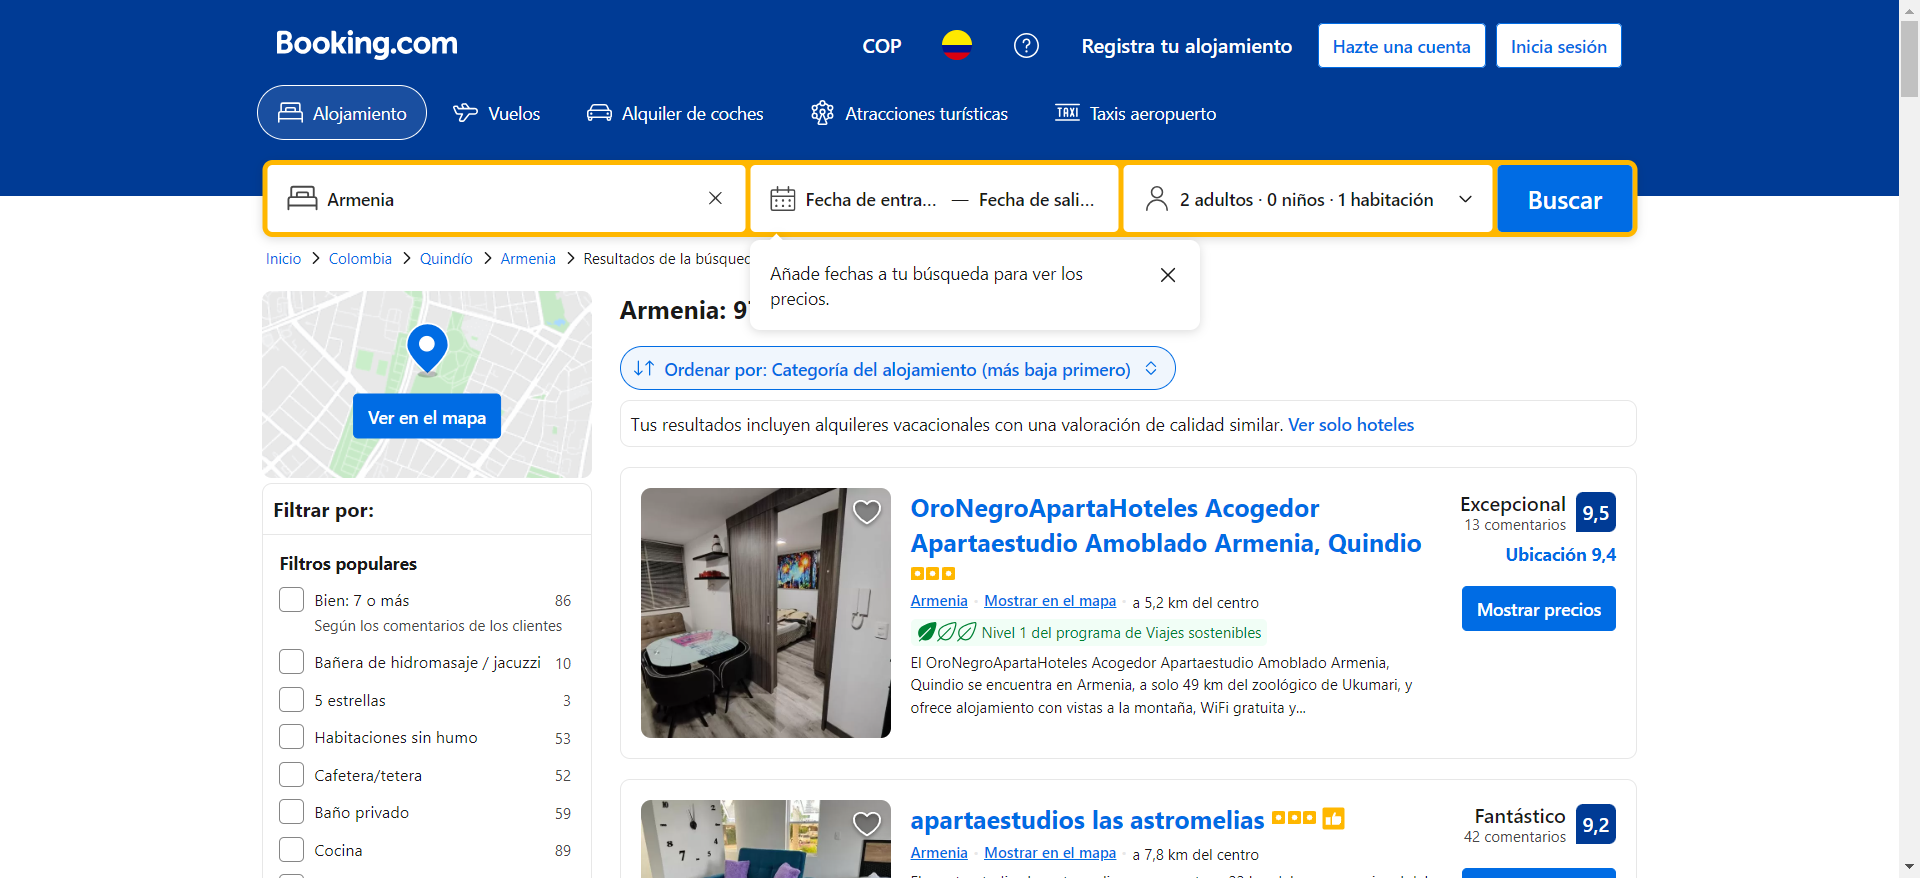 Booking.com
COP
Registra tu alojamiento
Hazte una cuenta
Inicia sesión
Alojamiento
Vuelos
Alquiler de coches
Atracciones turísticas
TAXI
Taxis aeropuerto
Armenia
Fecha de entra... — Fecha de sali...
2 adultos · 0 niños · 1 habitación
Buscar
Inicio > Colombia > Quindío > Armenia > Resultados de la
Añade fechas a tu búsqueda para ver los
precios.
Armenia:
Ver en el mapa
Ordenar por: Categoría del alojamiento (más baja primero)
Tus resultados incluyen alquileres vacacionales con una valoración de calidad similar. Ver solo hoteles
Filtrar por:
Filtros populares
Bien: 7 o más 86
Según los comentarios de los clientes
Bañera de hidromasaje / jacuzzi 10
5 estrellas 3
Habitaciones sin humo 53
Cafetera/tetera 52
Baño privado 59
Cocina 89
OroNegroApartaHoteles Acogedor
Apartaestudio Amoblado Armenia, Quindio
Armenia · Mostrar en el mapa · a 5,2 km del centro
Nivel 1 del programa de Viajes sostenibles
El OroNegroApartaHoteles Acogedor Apartaestudio Amoblado Armenia,
Quindio se encuentra en Armenia, a solo 49 km del zoológico de Ukumari, y
ofrece alojamiento con vistas a la montaña, WiFi gratuita y...
Excepcional 9,5
13 comentarios
Ubicación 9,4
Mostrar precios
apartaestudios las astromelias
Armenia · Mostrar en el mapa · a 7,8 km del centro
Fantástico 9,2
42 comentarios